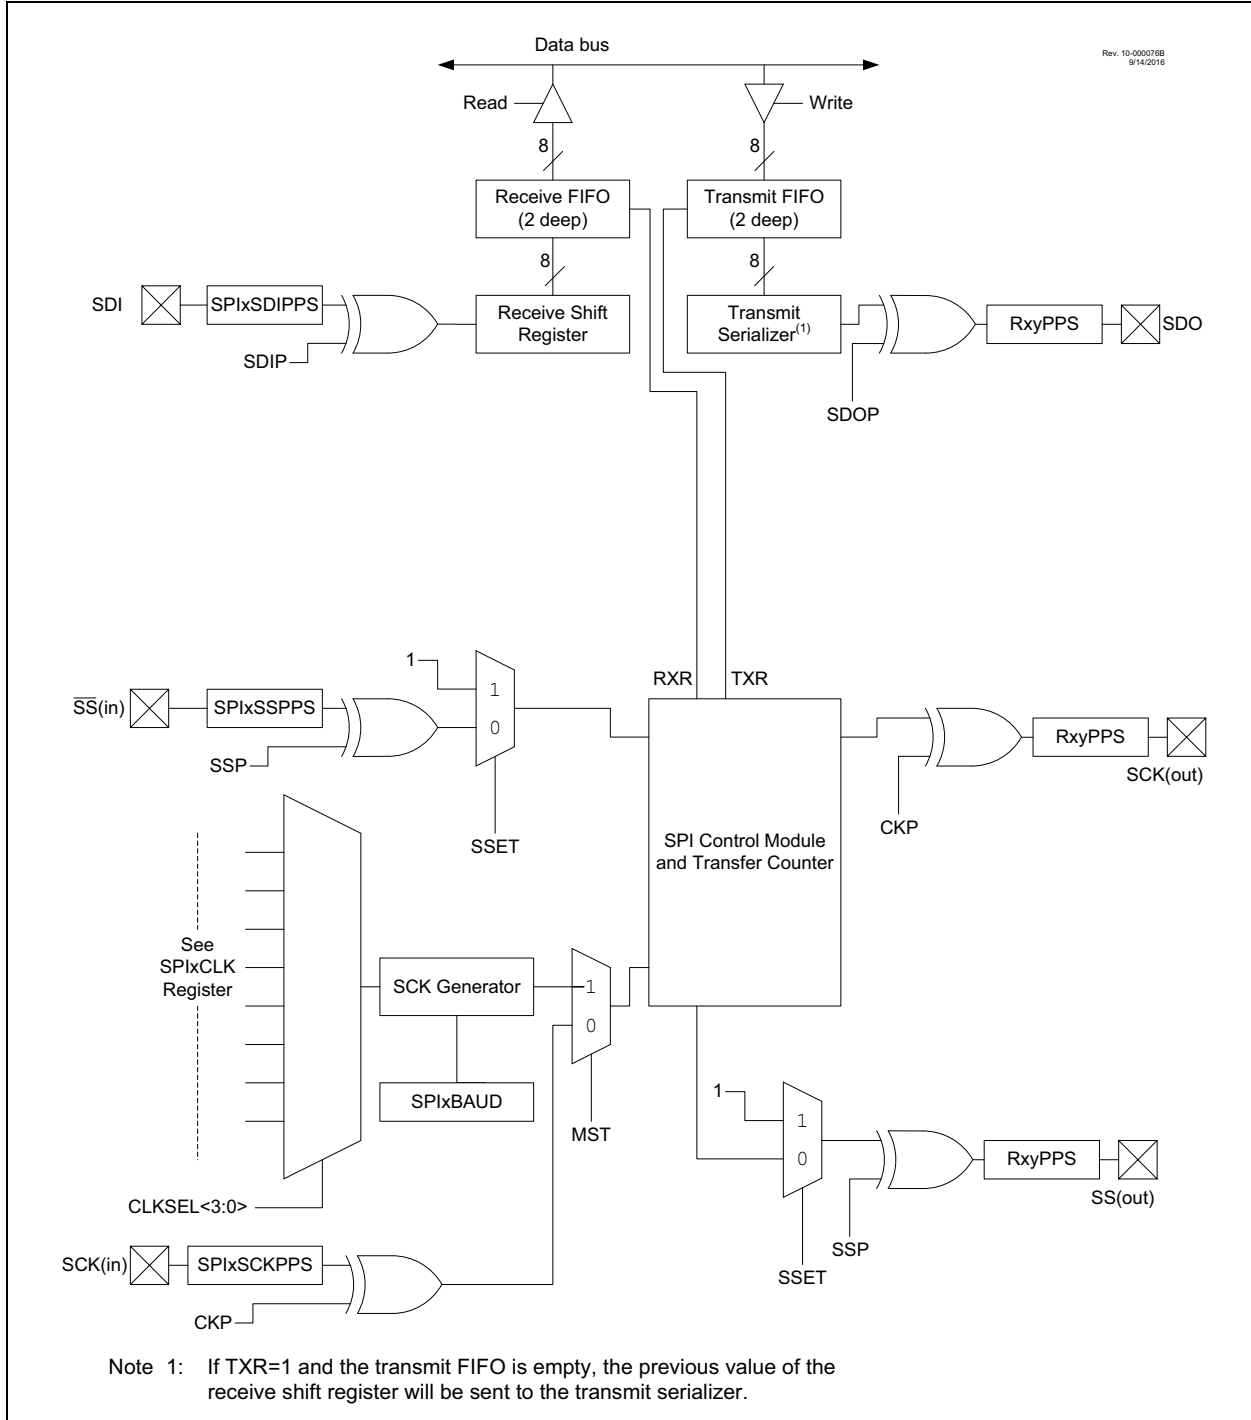 Data bus
Rev. 10-000076B
9/14/2016
Read
Write
8
8
Receive FIFO
(2 deep)
Transmit FIFO
(2 deep)
8
8
SDI
SPIxSDIPPS
SDIP
Receive Shift
Register
Transmit
Serializer(1)
SDOP
RxyPPS
SDO
RXR
TXR
1
SS(in)
SPIxSSPPS
SSP
1
0
SSET
SPI Control Module
and Transfer Counter
CKP
RxyPPS
SCK(out)
See
SPIxCLK
Register
CLKSEL<3:0>
SCK Generator
SPIxBAUD
1
0
MST
SCK(in)
SPIxSCKPPS
CKP
1
1
0
SSET
SSP
RxyPPS
SS(out)
Note 1: If TXR=1 and the transmit FIFO is empty, the previous value of the
receive shift register will be sent to the transmit serializer.